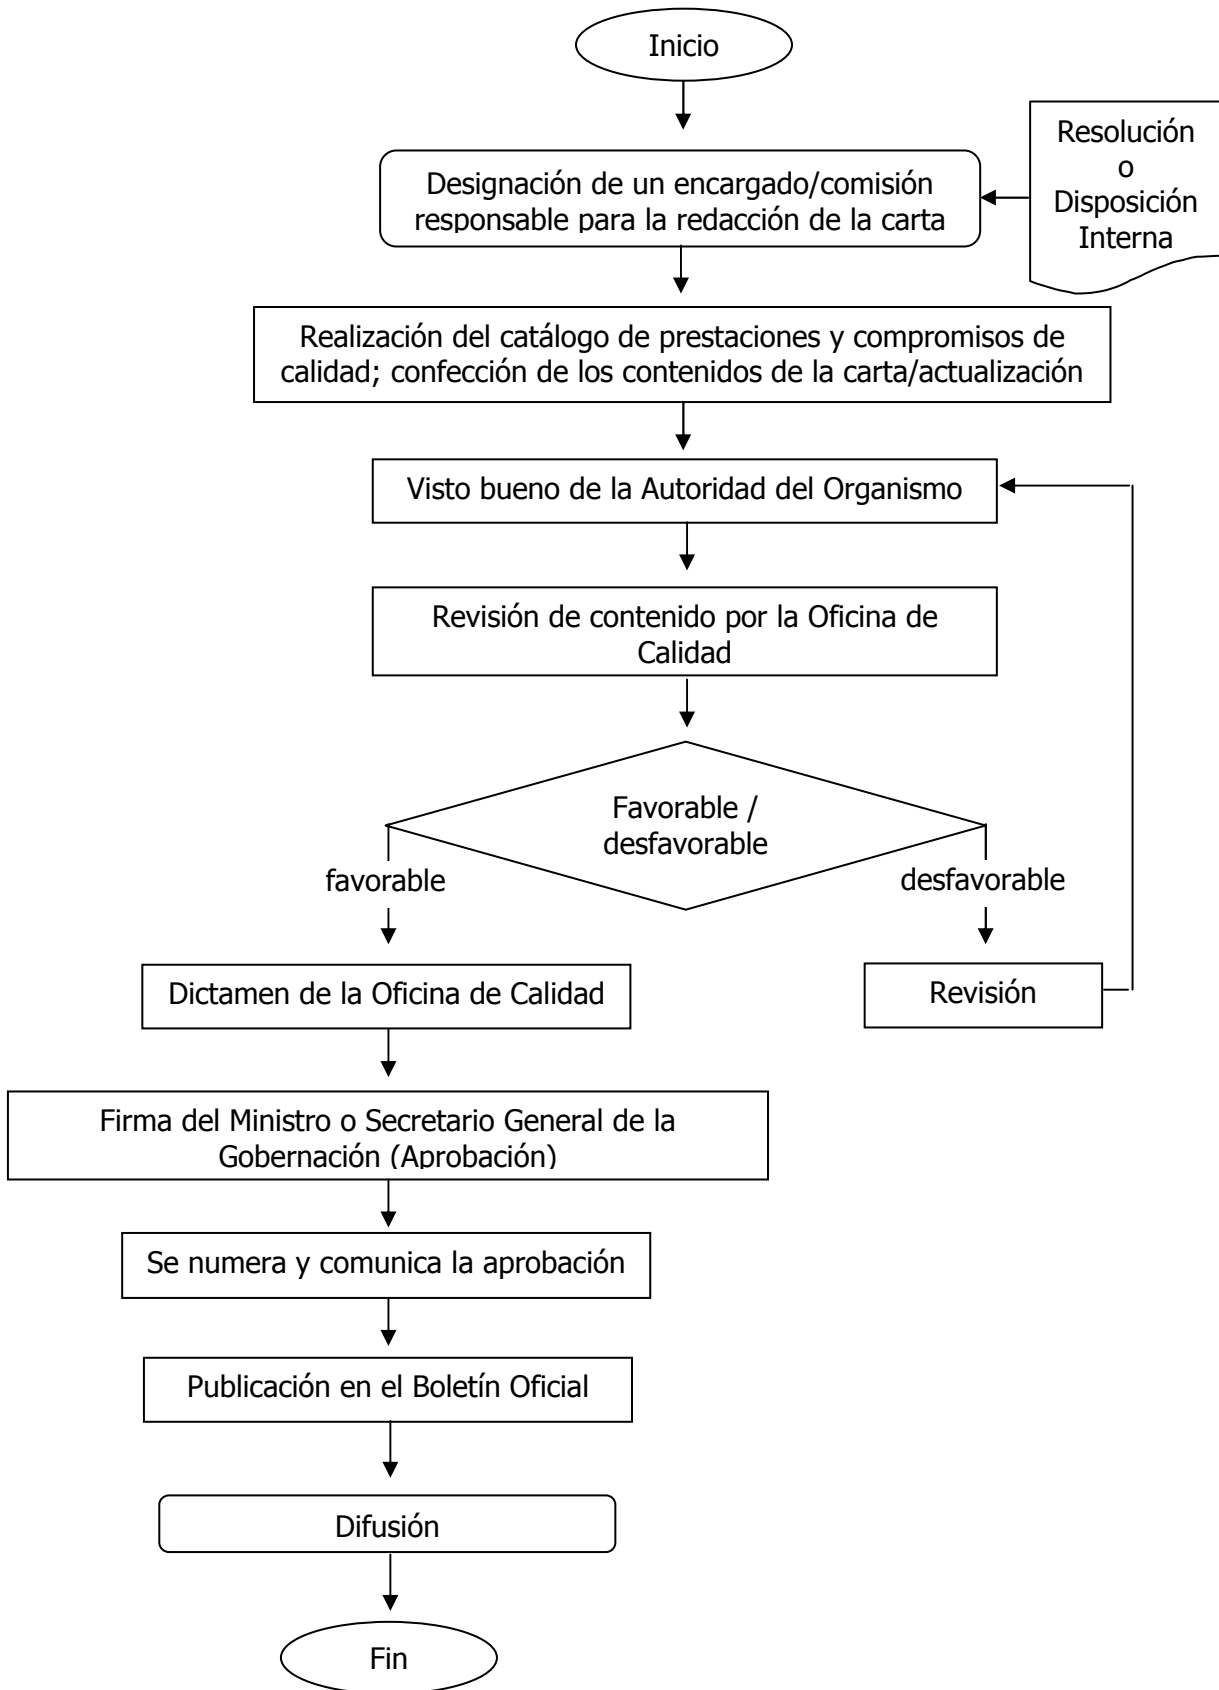 Inicio
Resolución
o
Disposición
Interna
Designación de un encargado/comisión
responsable para la redacción de la carta
Realización del catálogo de prestaciones y compromisos de
calidad; confección de los contenidos de la carta/actualización
Visto bueno de la Autoridad del Organismo
Revisión de contenido por la Oficina de
Calidad
Favorable /
desfavorable
favorable
desfavorable
Dictamen de la Oficina de Calidad
Revisión
Firma del Ministro o Secretario General de la
Gobernación (Aprobación)
Se numera y comunica la aprobación
Publicación en el Boletín Oficial
Difusión
Fin